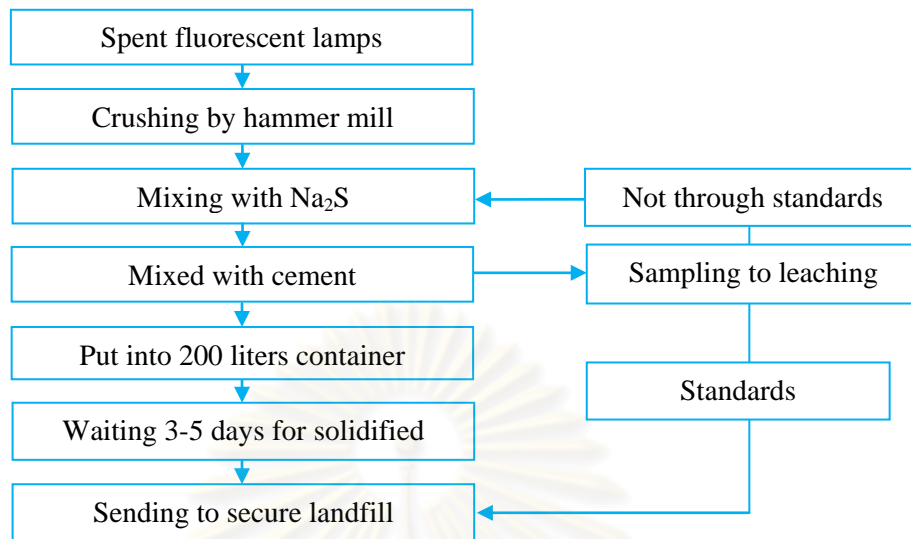 Spent fluorescent lamps
Crushing by hammer mill
Mixing with Na₂S
Not through standards
Mixed with cement
Sampling to leaching
Put into 200 liters container
Standards
Waiting 3-5 days for solidified
Sending to secure landfill